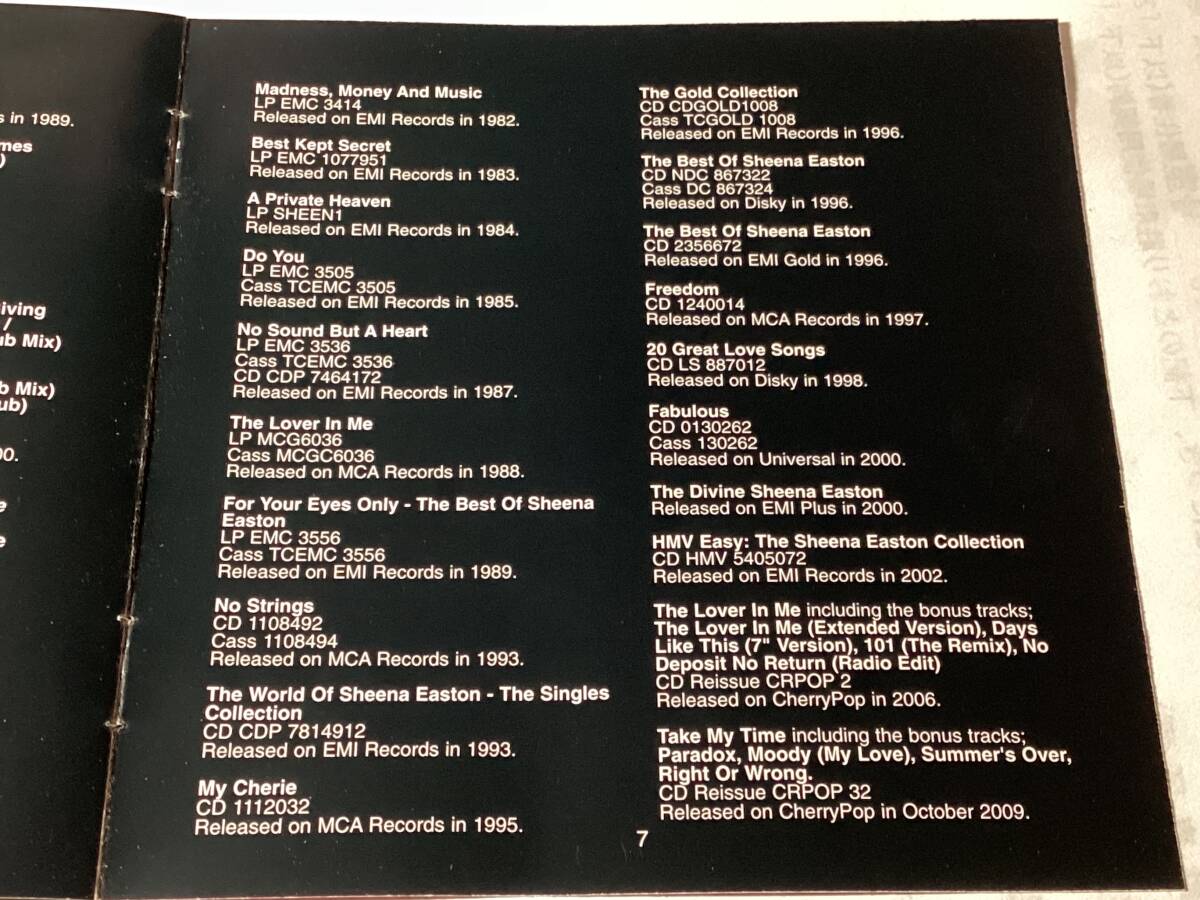 s in 1989.
mes
)
iving
/
ub Mix)
b Mix)
ub)
00.
e
e
Madness, Money And Music
LP EMC 3414
Released on EMI Records in 1982.
Best Kept Secret
LP EMC 1077951
Released on EMI Records in 1983.
A Private Heaven
LP SHEEN1
Released on EMI Records in 1984.
Do You
LP EMC 3505
Cass TCEMC 3505
Released on EMI Records in 1985.
No Sound But A Heart
LP EMC 3536
Cass TCEMC 3536
CD CDP 7464172
Released on EMI Records in 1987.
The Lover In Me
LP MCG6036
Cass MCGC6036
Released on MCA Records in 1988.
For Your Eyes Only - The Best Of Sheena
Easton
LP EMC 3556
Cass TCEMC 3556
Released on EMI Records in 1989.
No Strings
CD 1108492
Cass 1108494
Released on MCA Records in 1993.
The World Of Sheena Easton - The Singles
Collection
CD CDP 7814912
Released on EMI Records in 1993.
My Cherie
CD 1112032
Released on MCA Records in 1995.
The Gold Collection
CD CDGOLD1008
Cass TCGOLD 1008
Released on EMI Records in 1996.
The Best Of Sheena Easton
CD NDC 867322
Cass DC 867324
Released on Disky in 1996.
The Best Of Sheena Easton
CD 2356672
Released on EMI Gold in 1996.
Freedom
CD 1240014
Released on MCA Records in 1997.
20 Great Love Songs
CD LS 887012
Released on Disky in 1998.
Fabulous
CD 0130262
Cass 130262
Released on Universal in 2000.
The Divine Sheena Easton
Released on EMI Plus in 2000.
HMV Easy: The Sheena Easton Collection
CD HMV 5405072
Released on EMI Records in 2002.
The Lover In Me including the bonus tracks;
The Lover In Me (Extended Version), Days
Like This (7" Version), 101 (The Remix), No
Deposit No Return (Radio Edit)
CD Reissue CRPOP 2
Released on CherryPop in 2006.
Take My Time including the bonus tracks;
Paradox, Moody (My Love), Summer's Over,
Right Or Wrong.
CD Reissue CRPOP 32
Released on CherryPop in October 2009.
7